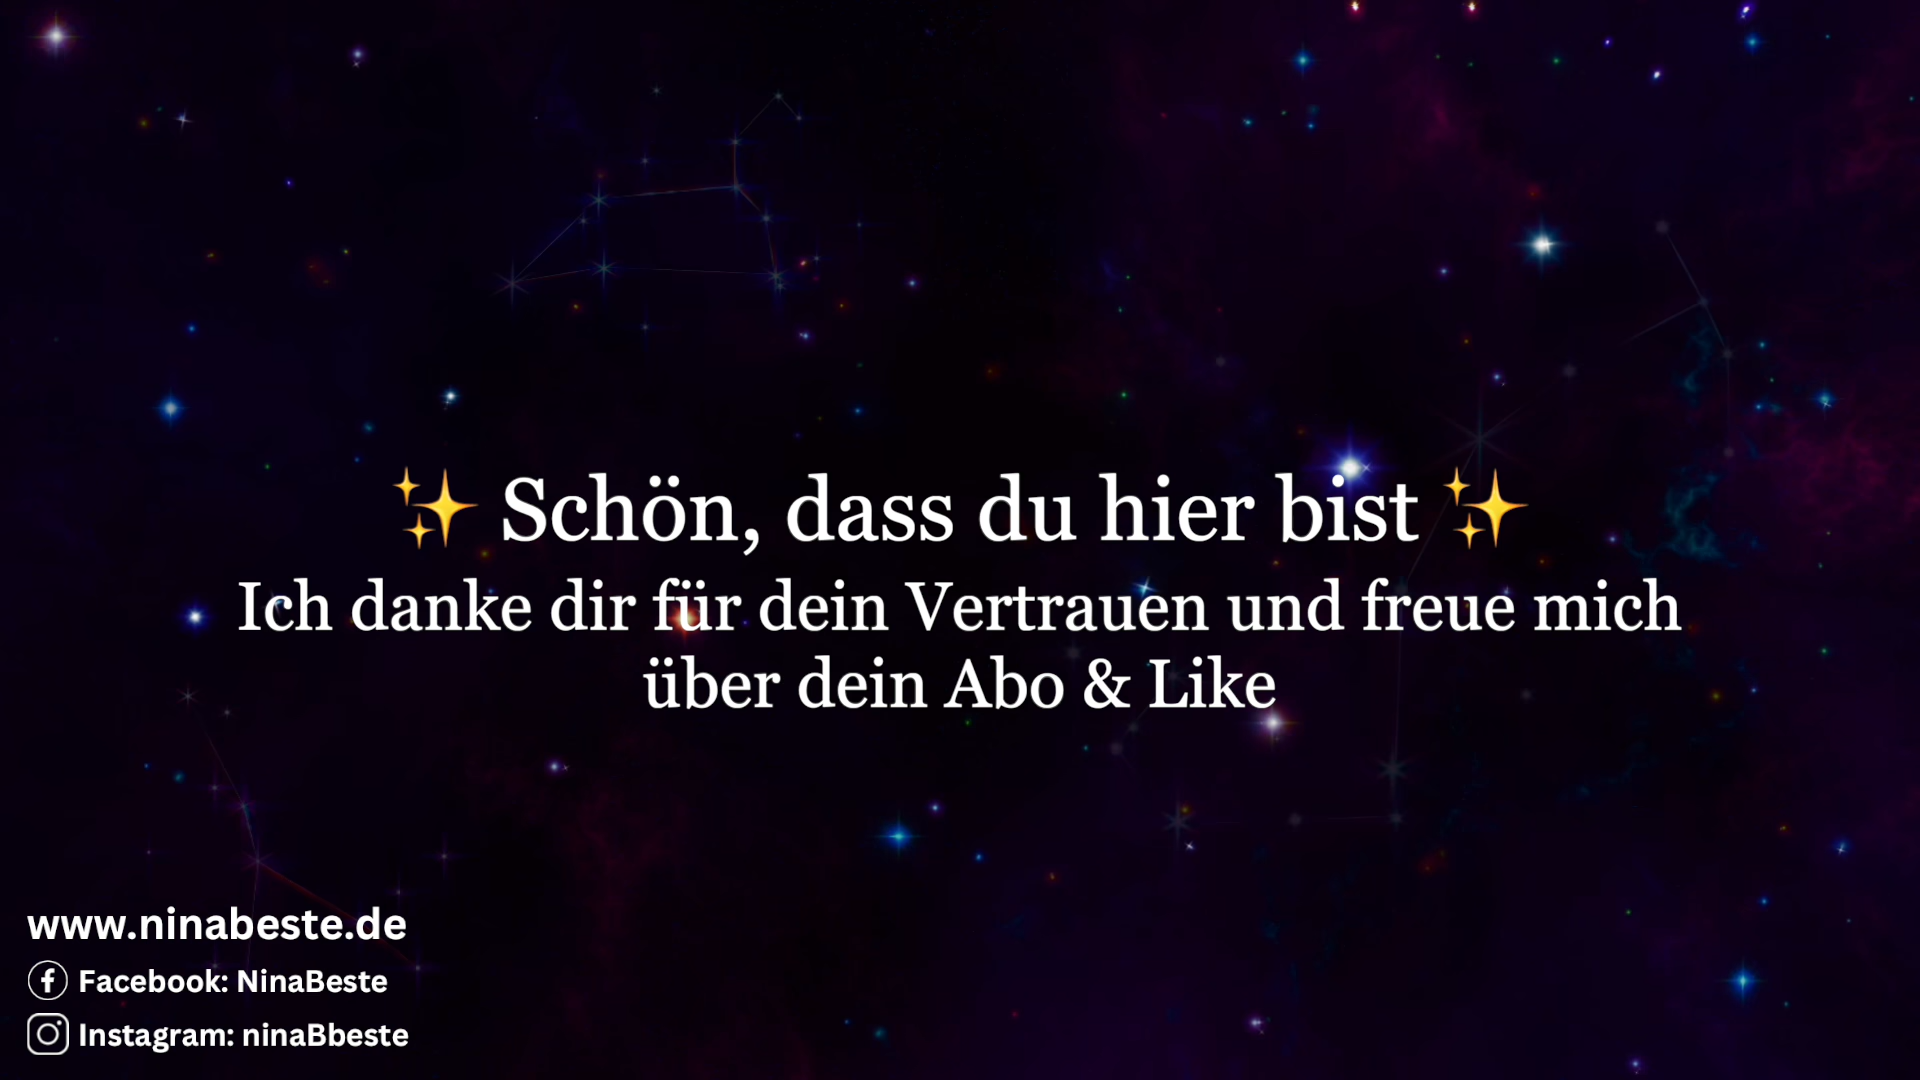 ✨ Schön, dass du hier bist ✨
Ich danke dir für dein Vertrauen und freue mich
über dein Abo & Like
www.ninabeste.de
Facebook: NinaBeste
Instagram: ninaBbeste